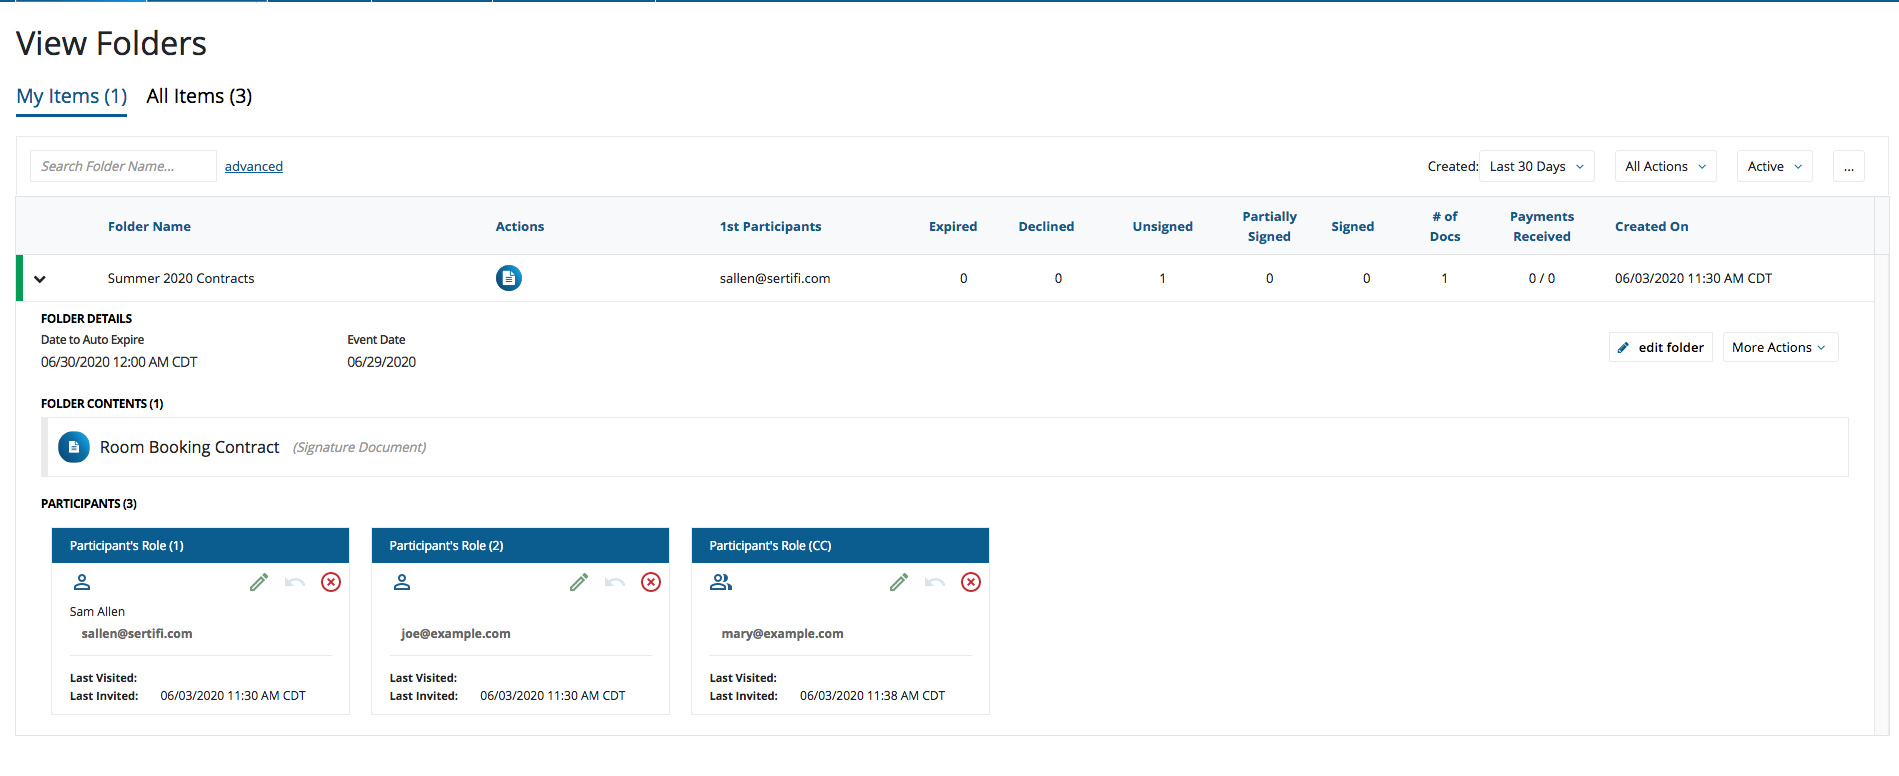 View Folders
My Items (1) All Items (3)
Search Folder Name... advanced Created: Last 30 Days All Actions Active ...
Folder Name Actions 1st Participants Expired Declined Unsigned Partially Signed Signed # of Docs Payments Received Created On
Summer 2020 Contracts sallen@sertifi.com 0 0 1 0 0 1 0 / 0 06/03/2020 11:30 AM CDT
FOLDER DETAILS
Date to Auto Expire Event Date
06/30/2020 12:00 AM CDT 06/29/2020
edit folder More Actions
FOLDER CONTENTS (1)
Room Booking Contract (Signature Document)
PARTICIPANTS (3)
Participant's Role (1) Participant's Role (2) Participant's Role (CC)
Sam Allen
sallen@sertifi.com joe@example.com mary@example.com
Last Visited: Last Visited: Last Visited:
Last Invited: 06/03/2020 11:30 AM CDT Last Invited: 06/03/2020 11:30 AM CDT Last Invited: 06/03/2020 11:38 AM CDT